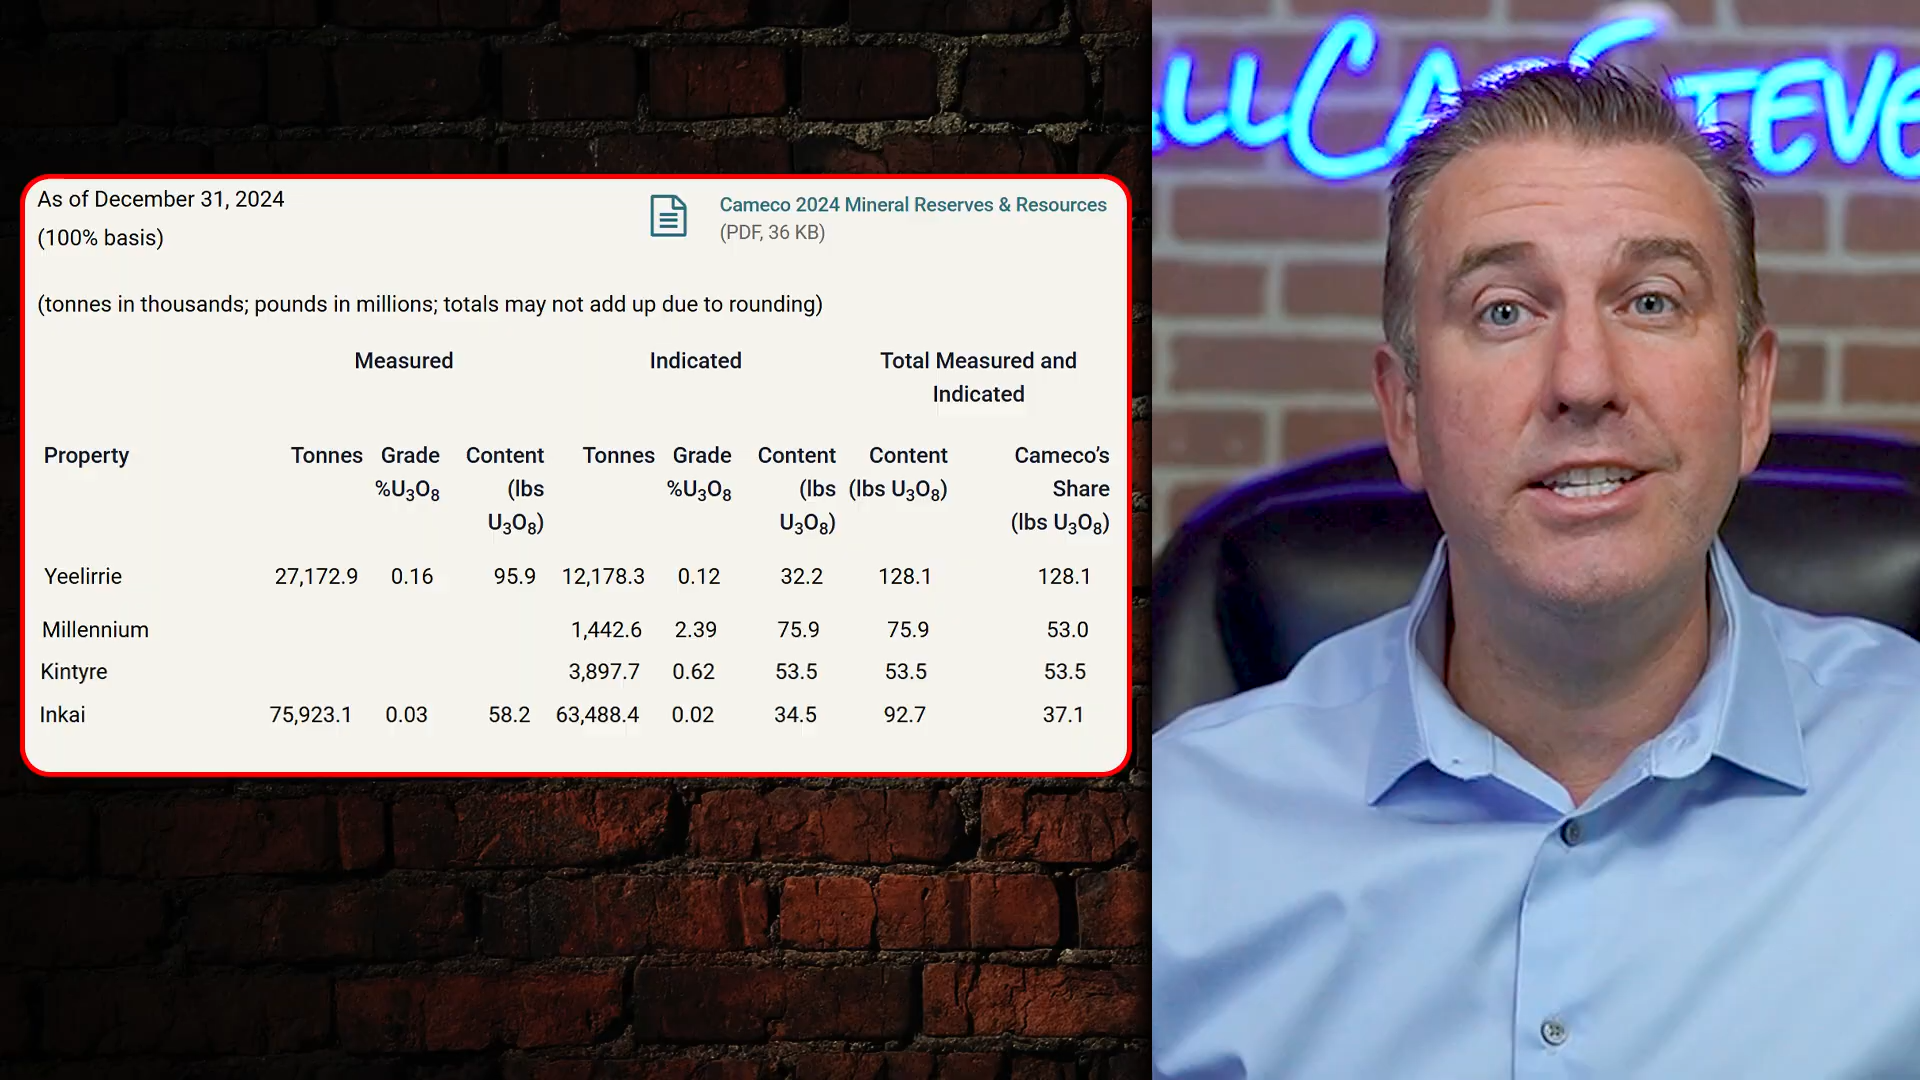 As of December 31, 2024
(100% basis)
Cameco 2024 Mineral Reserves & Resources
(PDF, 36 KB)
(tonnes in thousands; pounds in millions; totals may not add up due to rounding)
Measured Indicated Total Measured and
Indicated
Property Tonnes Grade Content Tonnes Grade Content Content Cameco's
%U3O8 (lbs %U3O8 (lbs (lbs U3O8) Share
U3O8) U3O8) (lbs U3O8)
Yeelirrie 27,172.9 0.16 95.9 12,178.3 0.12 32.2 128.1 128.1
Millennium 1,442.6 2.39 75.9 75.9 53.0
Kintyre 3,897.7 0.62 53.5 53.5 53.5
Inkai 75,923.1 0.03 58.2 63,488.4 0.02 34.5 92.7 37.1